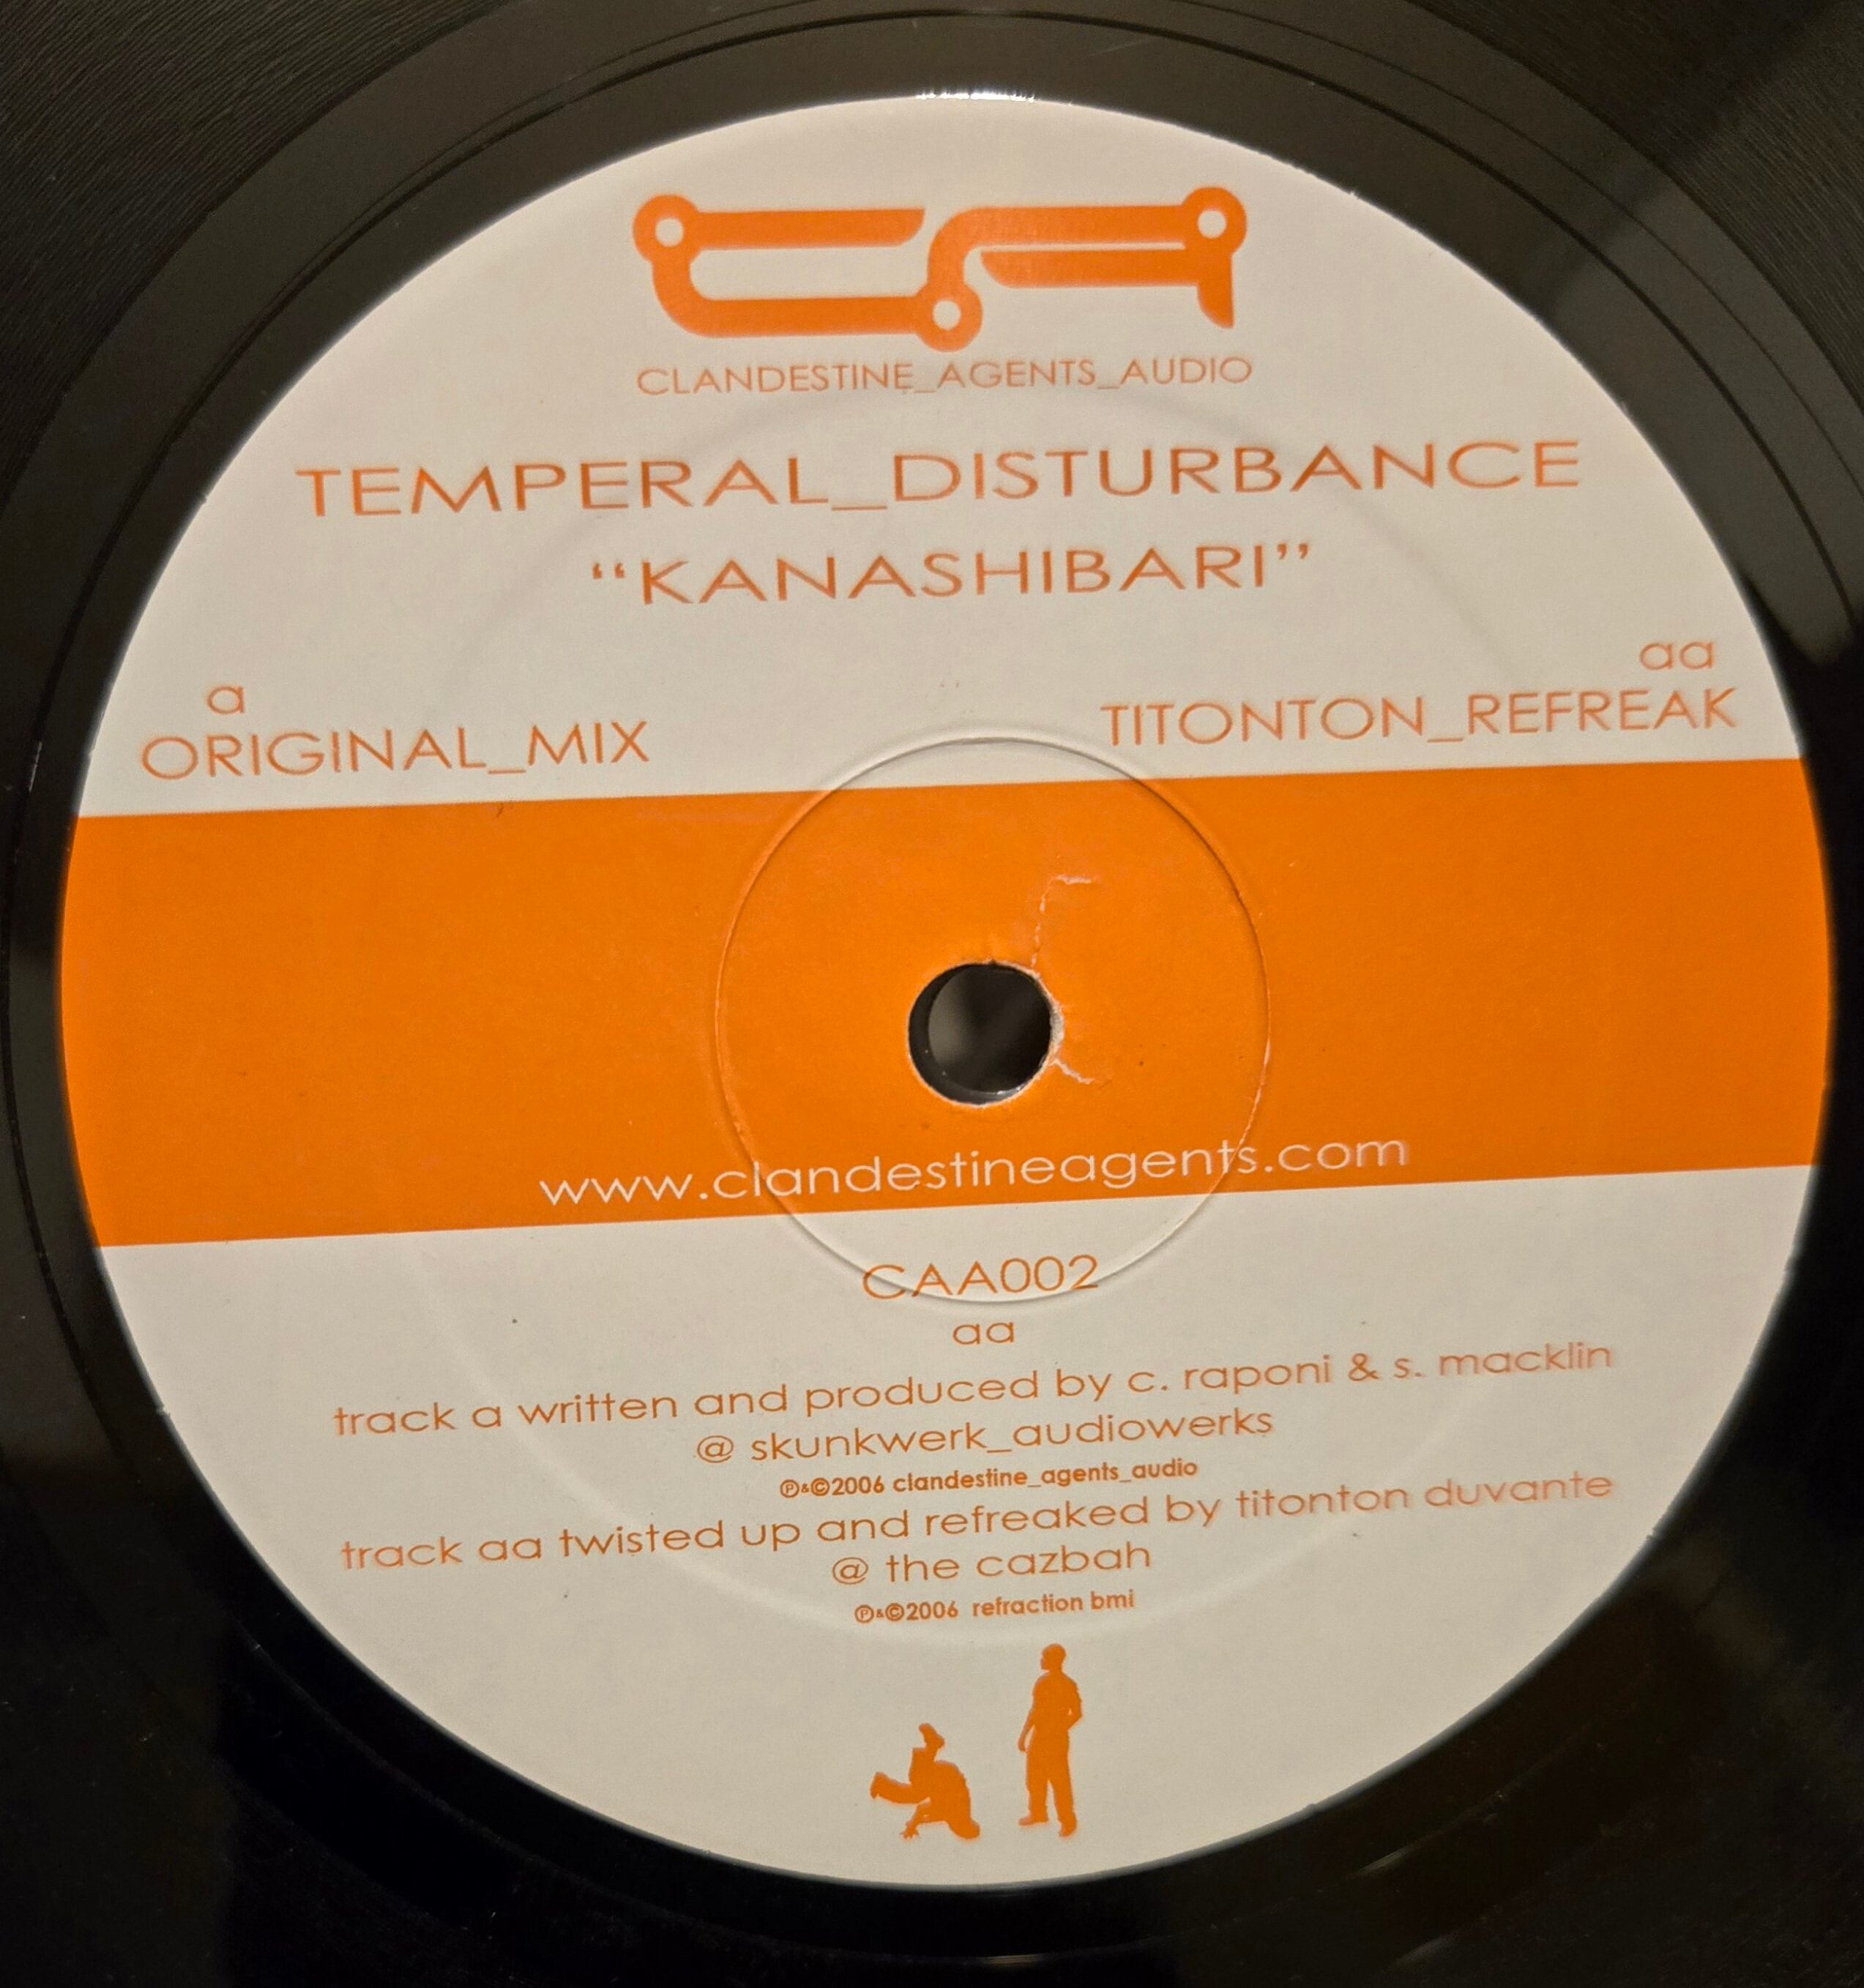 CA
CLANDESTINE_AGENTS_AUDIO
TEMPERAL_DISTURBANCE
“KANASHIBARI”
a
ORIGINAL_MIX
aa
TITONTON_REFREAK
www.clandestineagents.com
CAA002
aa
track a written and produced by c. raponi & s. macklin
@ skunkwerk_audiowerks
℗&©2006 clandestine_agents_audio
track aa twisted up and refreaked by titonton duvante
@ the cazbah
℗&©2006 refraction bmi